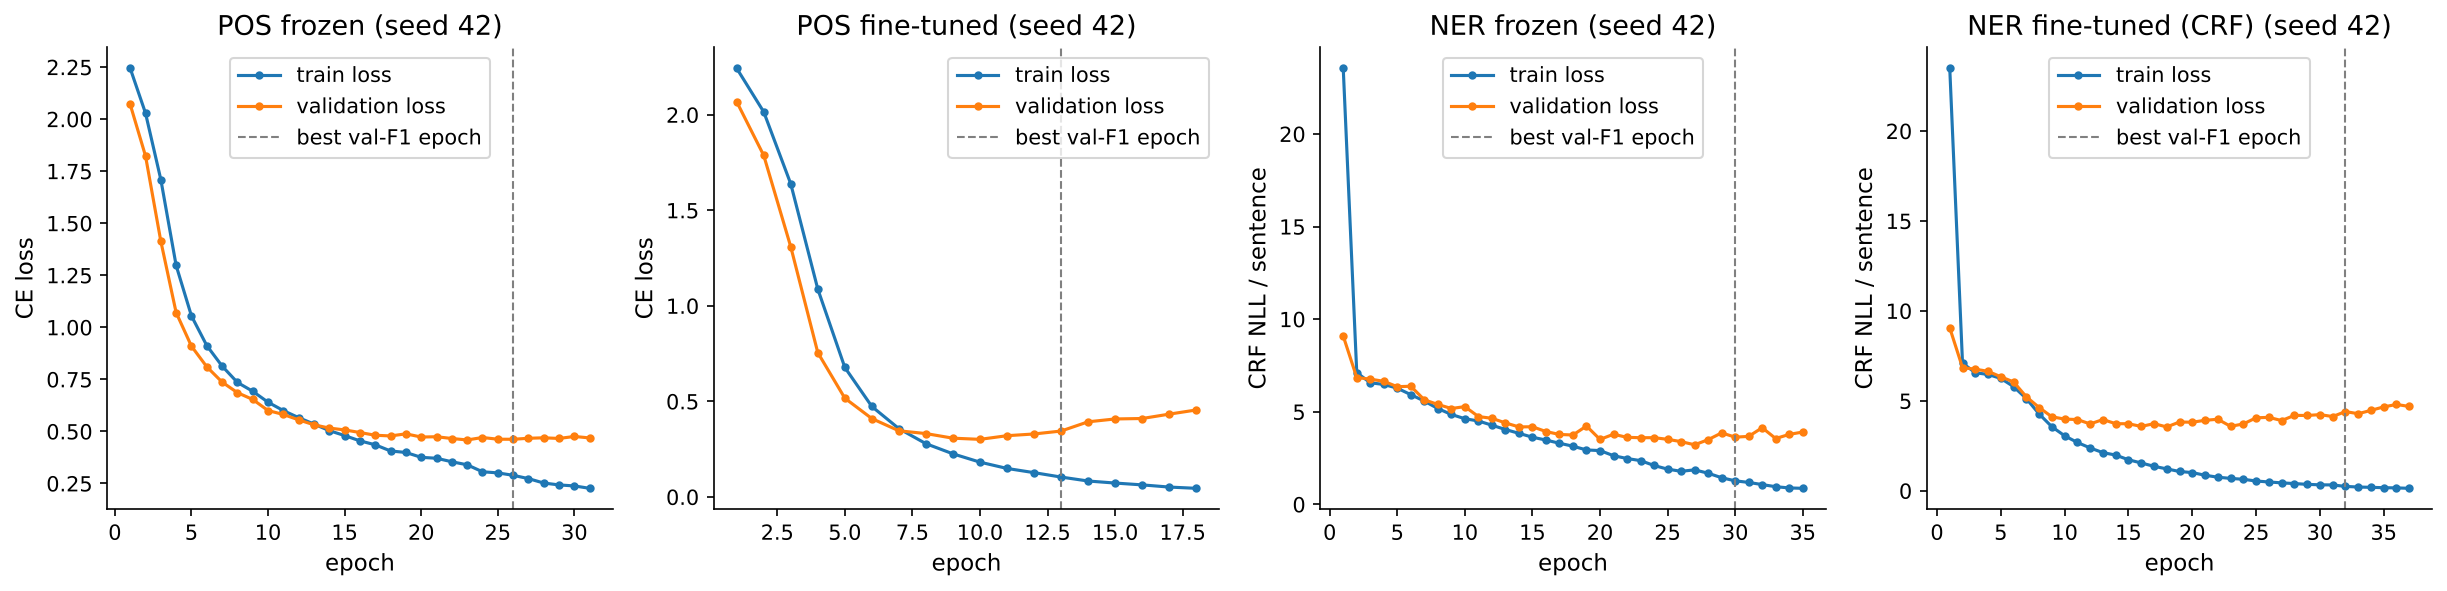 POS frozen (seed 42)
train loss
validation loss
best val-F1 epoch
CE loss
2.25
2.00
1.75
1.50
1.25
1.00
0.75
0.50
0.25
0 5 10 15 20 25 30
epoch
POS fine-tuned (seed 42)
train loss
validation loss
best val-F1 epoch
CE loss
2.0
1.5
1.0
0.5
0.0
2.5 5.0 7.5 10.0 12.5 15.0 17.5
epoch
NER frozen (seed 42)
train loss
validation loss
best val-F1 epoch
CRF NLL / sentence
20
15
10
5
0
0 5 10 15 20 25 30 35
epoch
NER fine-tuned (CRF) (seed 42)
train loss
validation loss
best val-F1 epoch
CRF NLL / sentence
20
15
10
5
0
0 5 10 15 20 25 30 35
epoch